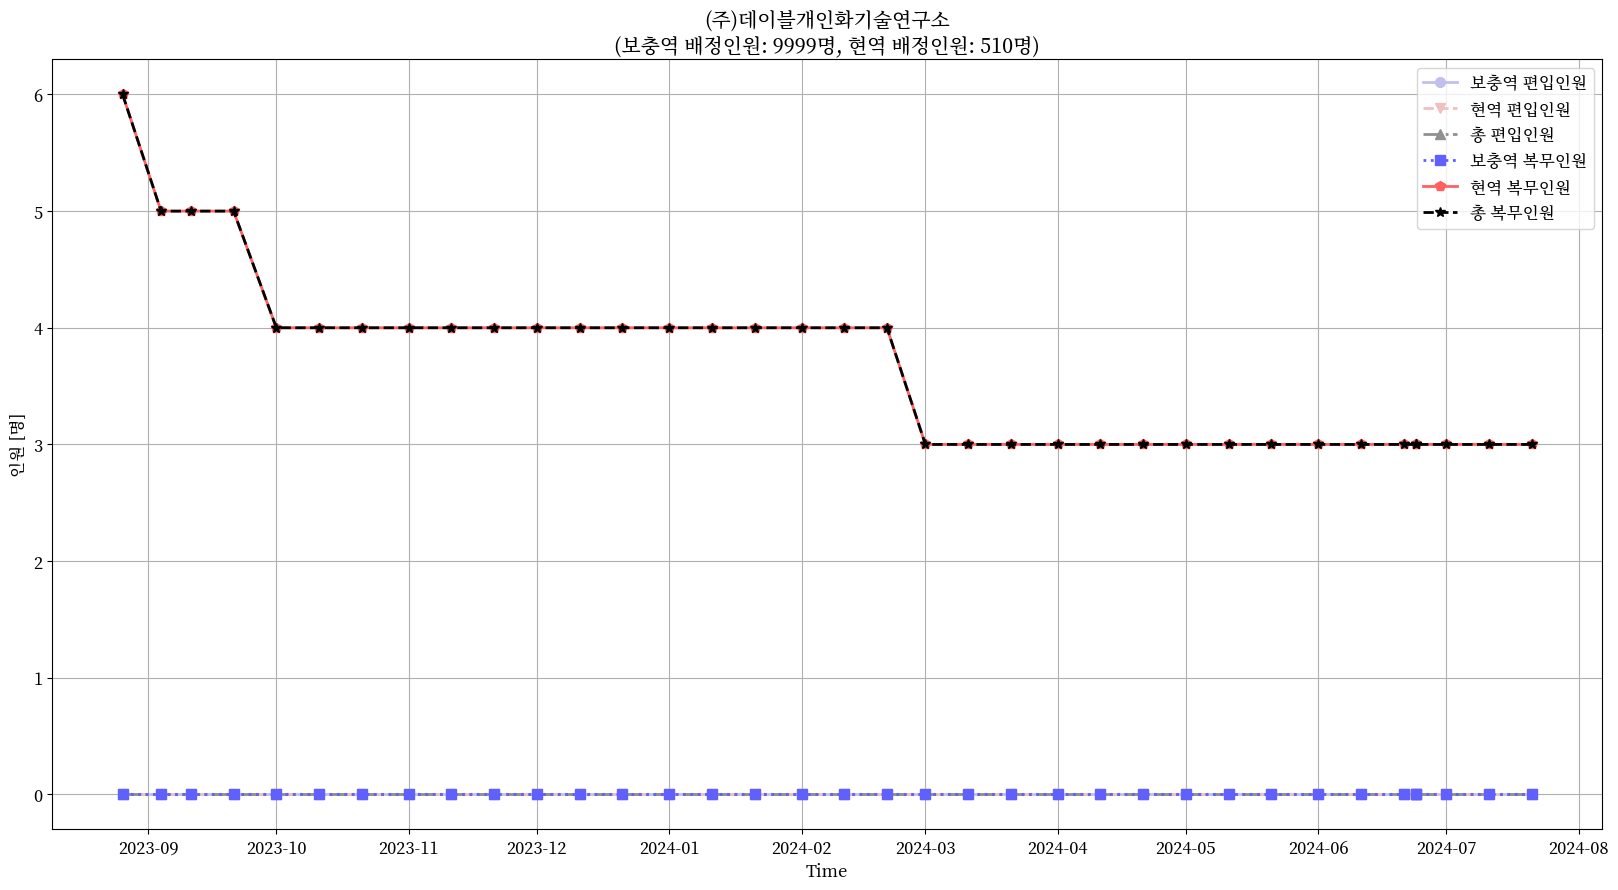 (주)데이블개인화기술연구소
(보충역 배정인원: 9999명, 현역 배정인원: 510명)
보충역 편입인원
현역 편입인원
총 편입인원
보충역 복무인원
현역 복무인원
총 복무인원
인원 [명]
6
5
4
3
2
1
0
2023-09 2023-10 2023-11 2023-12 2024-01 2024-02 2024-03 2024-04 2024-05 2024-06 2024-07 2024-08
Time